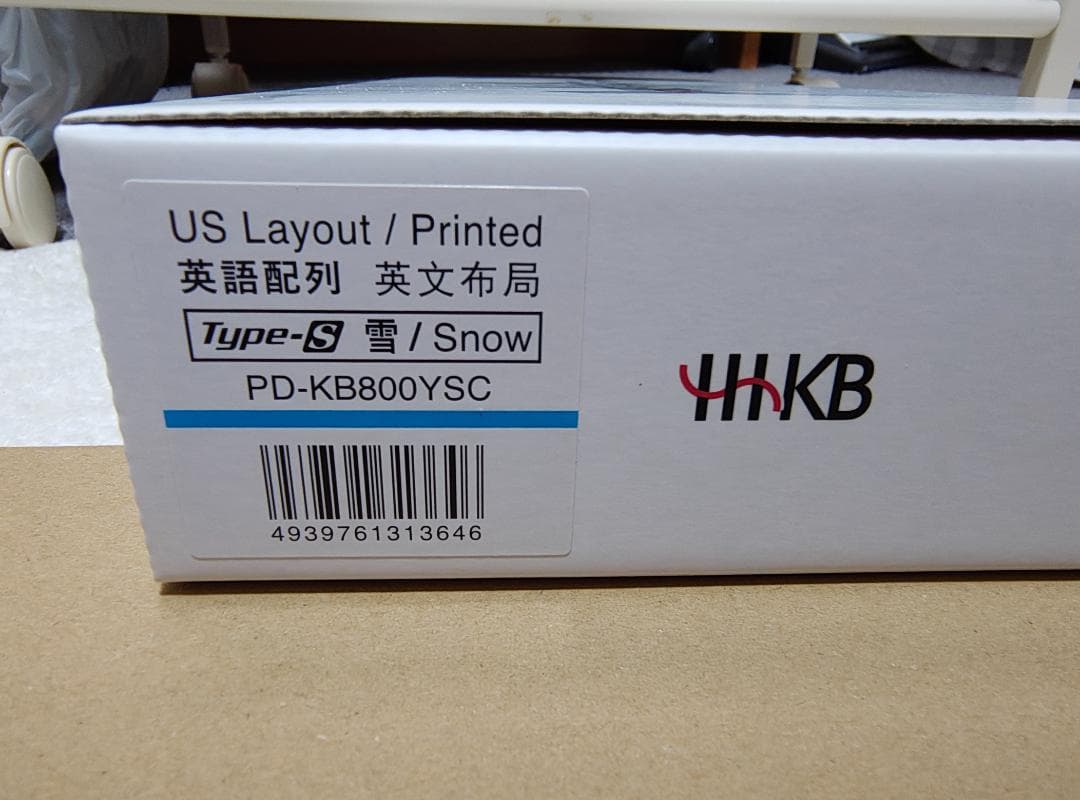 US Layout / Printed
英語配列 英文布局
Type-S 雪 / Snow
PD-KB800YSC
4939761313646
HHKB